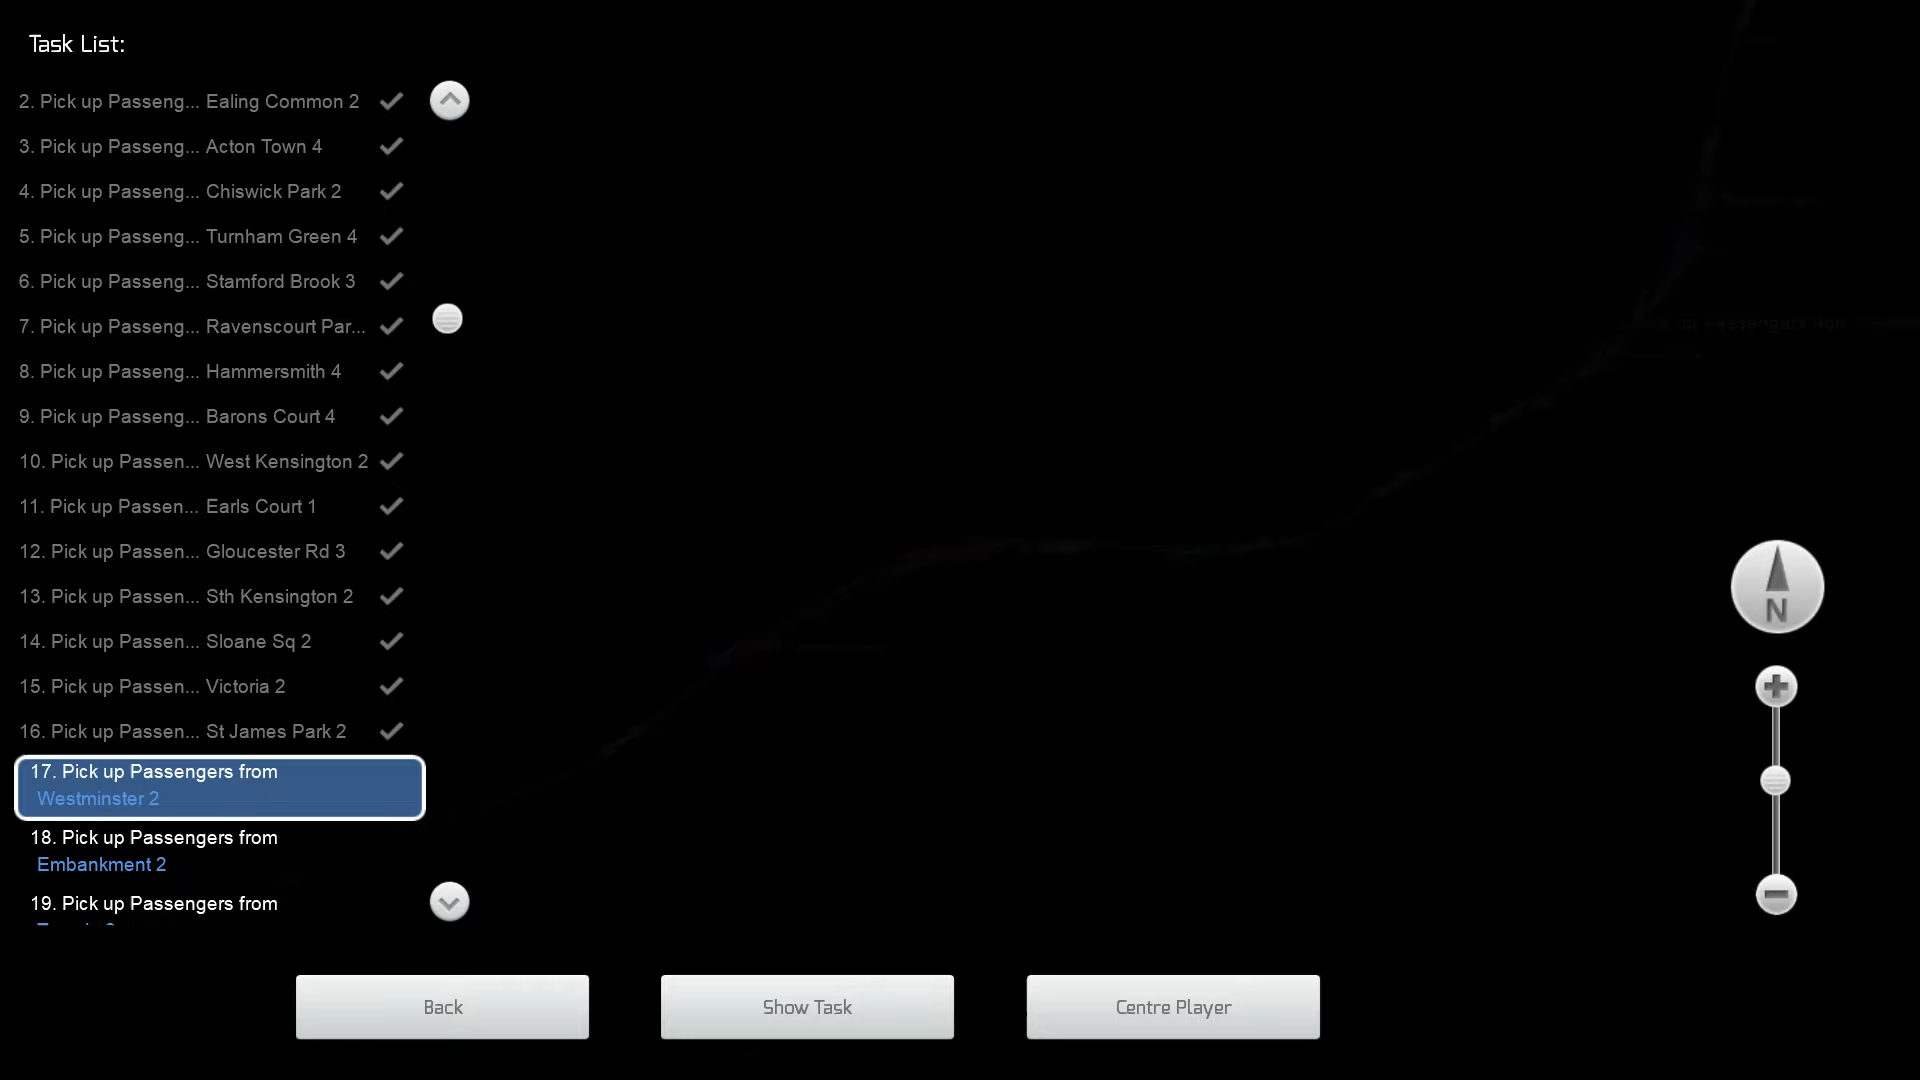 Task List:
2. Pick up Passeng... Ealing Common 2
3. Pick up Passeng... Acton Town 4
4. Pick up Passeng... Chiswick Park 2
5. Pick up Passeng... Turnham Green 4
6. Pick up Passeng... Stamford Brook 3
7. Pick up Passeng... Ravenscourt Par...
8. Pick up Passeng... Hammersmith 4
9. Pick up Passeng... Barons Court 4
10. Pick up Passen... West Kensington 2
11. Pick up Passen... Earls Court 1
12. Pick up Passen... Gloucester Rd 3
13. Pick up Passen... Sth Kensington 2
14. Pick up Passen... Sloane Sq 2
15. Pick up Passen... Victoria 2
16. Pick up Passen... St James Park 2
17. Pick up Passengers from
Westminster 2
18. Pick up Passengers from
Embankment 2
19. Pick up Passengers from
N
Back
Show Task
Centre Player